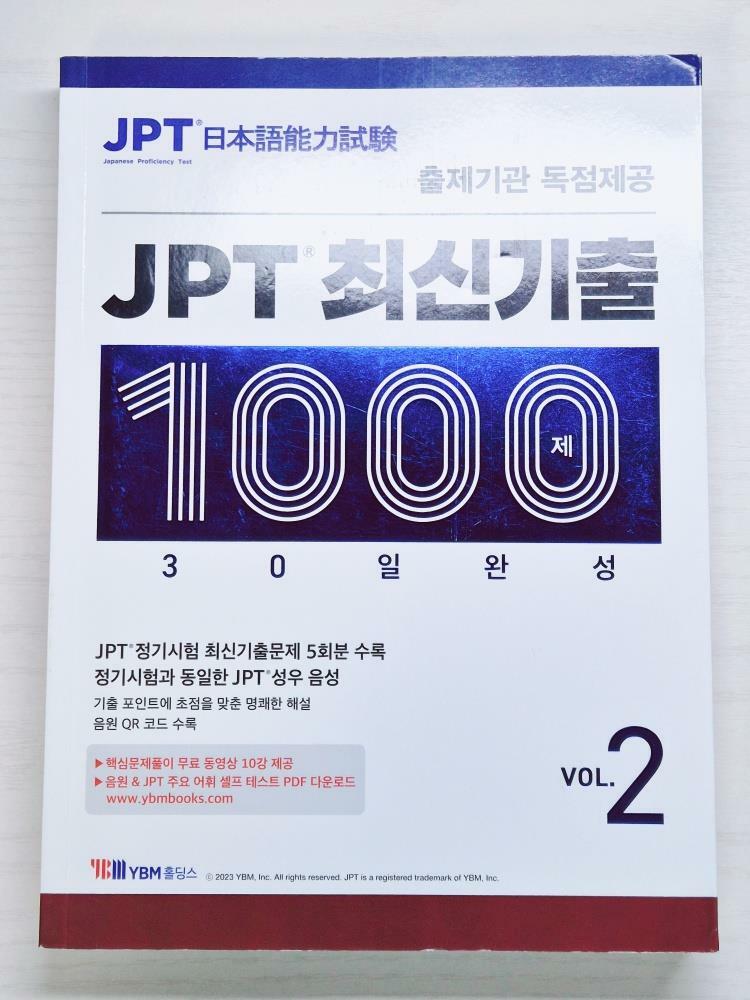 JPT® 日本語能力試験
Japanese Proficiency Test
출제기관 독점제공
JPT® 최신기출
1000제
30일완성
JPT®정기시험 최신기출문제 5회분 수록
정기시험과 동일한 JPT®성우 음성
기출 포인트에 초점을 맞춘 명쾌한 해설
음원 QR 코드 수록
▶핵심문제풀이 무료 동영상 10강 제공
▶음원 & JPT 주요 어휘 셀프 테스트 PDF 다운로드
www.ybmbooks.com
VOL.2
YBM YBM홀딩스 ⓒ 2023 YBM, Inc. All rights reserved. JPT is a registered trademark of YBM, Inc.